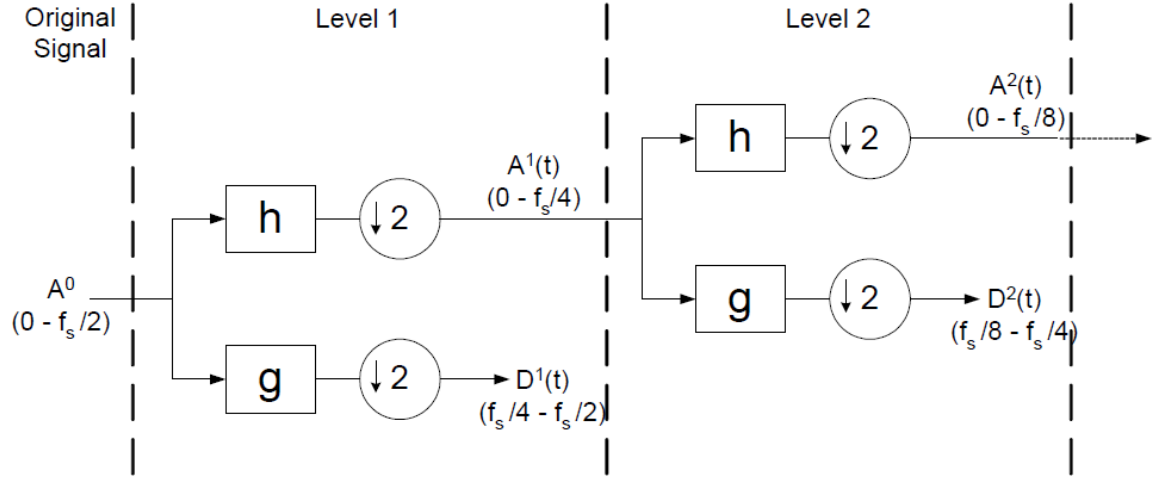 Original
Signal
Level 1
Level 2
A⁰
(0 - fₛ/2)
h
↓ 2
A¹(t)
(0 - fₛ/4)
g
↓ 2
D¹(t)
(fₛ/4 - fₛ/2)
h
↓ 2
A²(t)
(0 - fₛ/8)
g
↓ 2
D²(t)
(fₛ/8 - fₛ/4)